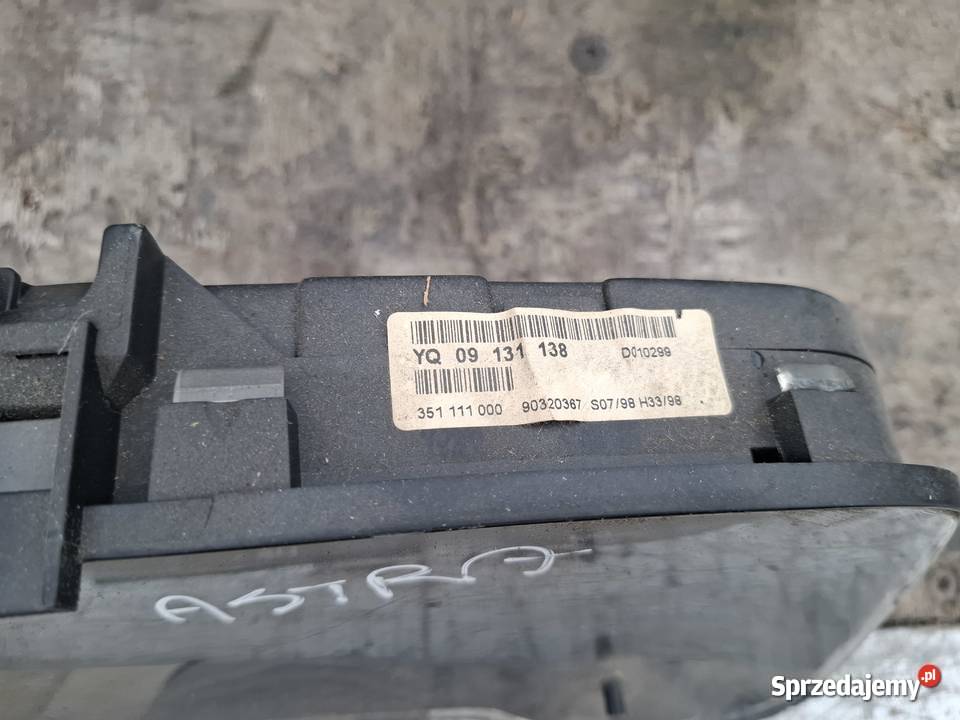 YQ 09 131 138 D010299
351 111 000 90320367 S07/98 H33/98
ASTRA
Sprzedajemy.pl